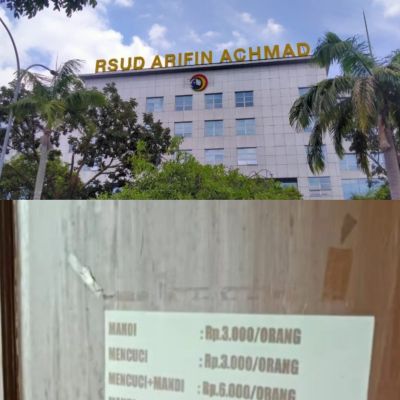 RSUD ARIFIN ACHMAD
MANDI : Rp.3.000/ORANG
MENCUCI : Rp.3.000/ORANG
MENCUCI+MANDI : Rp.6.000/ORANG